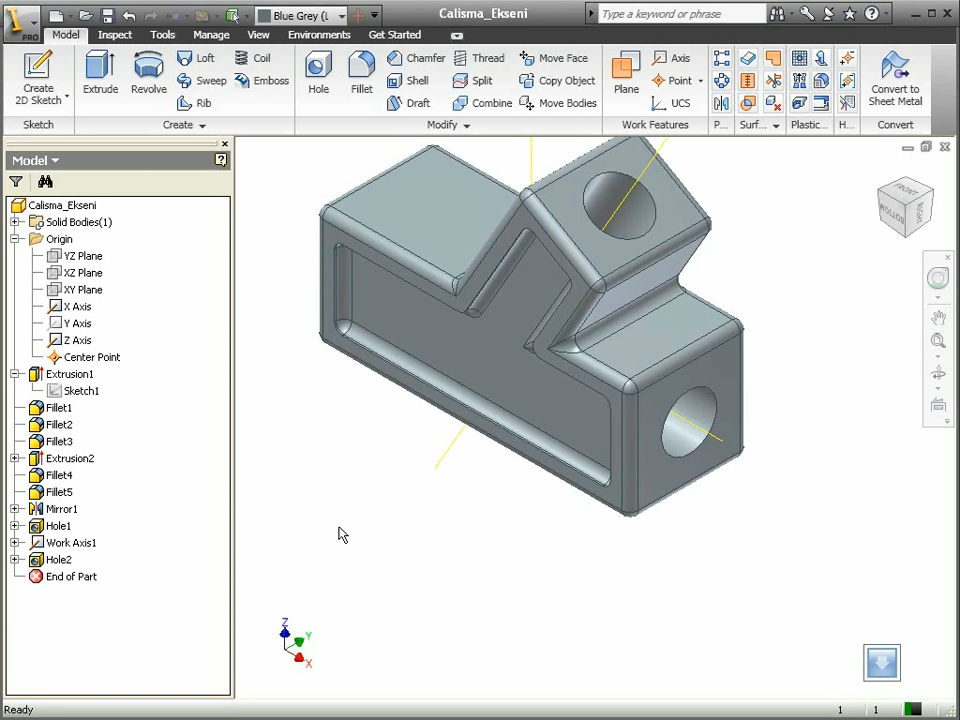 PRO
Blue Grey (l
Calisma_Ekseni
Type a keyword or phrase
Model Inspect Tools Manage View Environments Get Started
Create
2D Sketch
Extrude
Revolve
Loft
Sweep
Rib
Coil
Emboss
Hole
Fillet
Chamfer
Shell
Draft
Thread
Split
Combine
Move Face
Copy Object
Move Bodies
Plane
Axis
Point
UCS
Convert to
Sheet Metal
Sketch
Create
Modify
Work Features
P...
Surf...
Plastic...
H...
Convert
Model
Calisma_Ekseni
Solid Bodies(1)
Origin
YZ Plane
XZ Plane
XY Plane
X Axis
Y Axis
Z Axis
Center Point
Extrusion1
Sketch1
Fillet1
Fillet2
Fillet3
Extrusion2
Fillet4
Fillet5
Mirror1
Hole1
Work Axis1
Hole2
End of Part
FRONT
BOTTOM
RIGHT
Z
Y
X
Ready
1 1